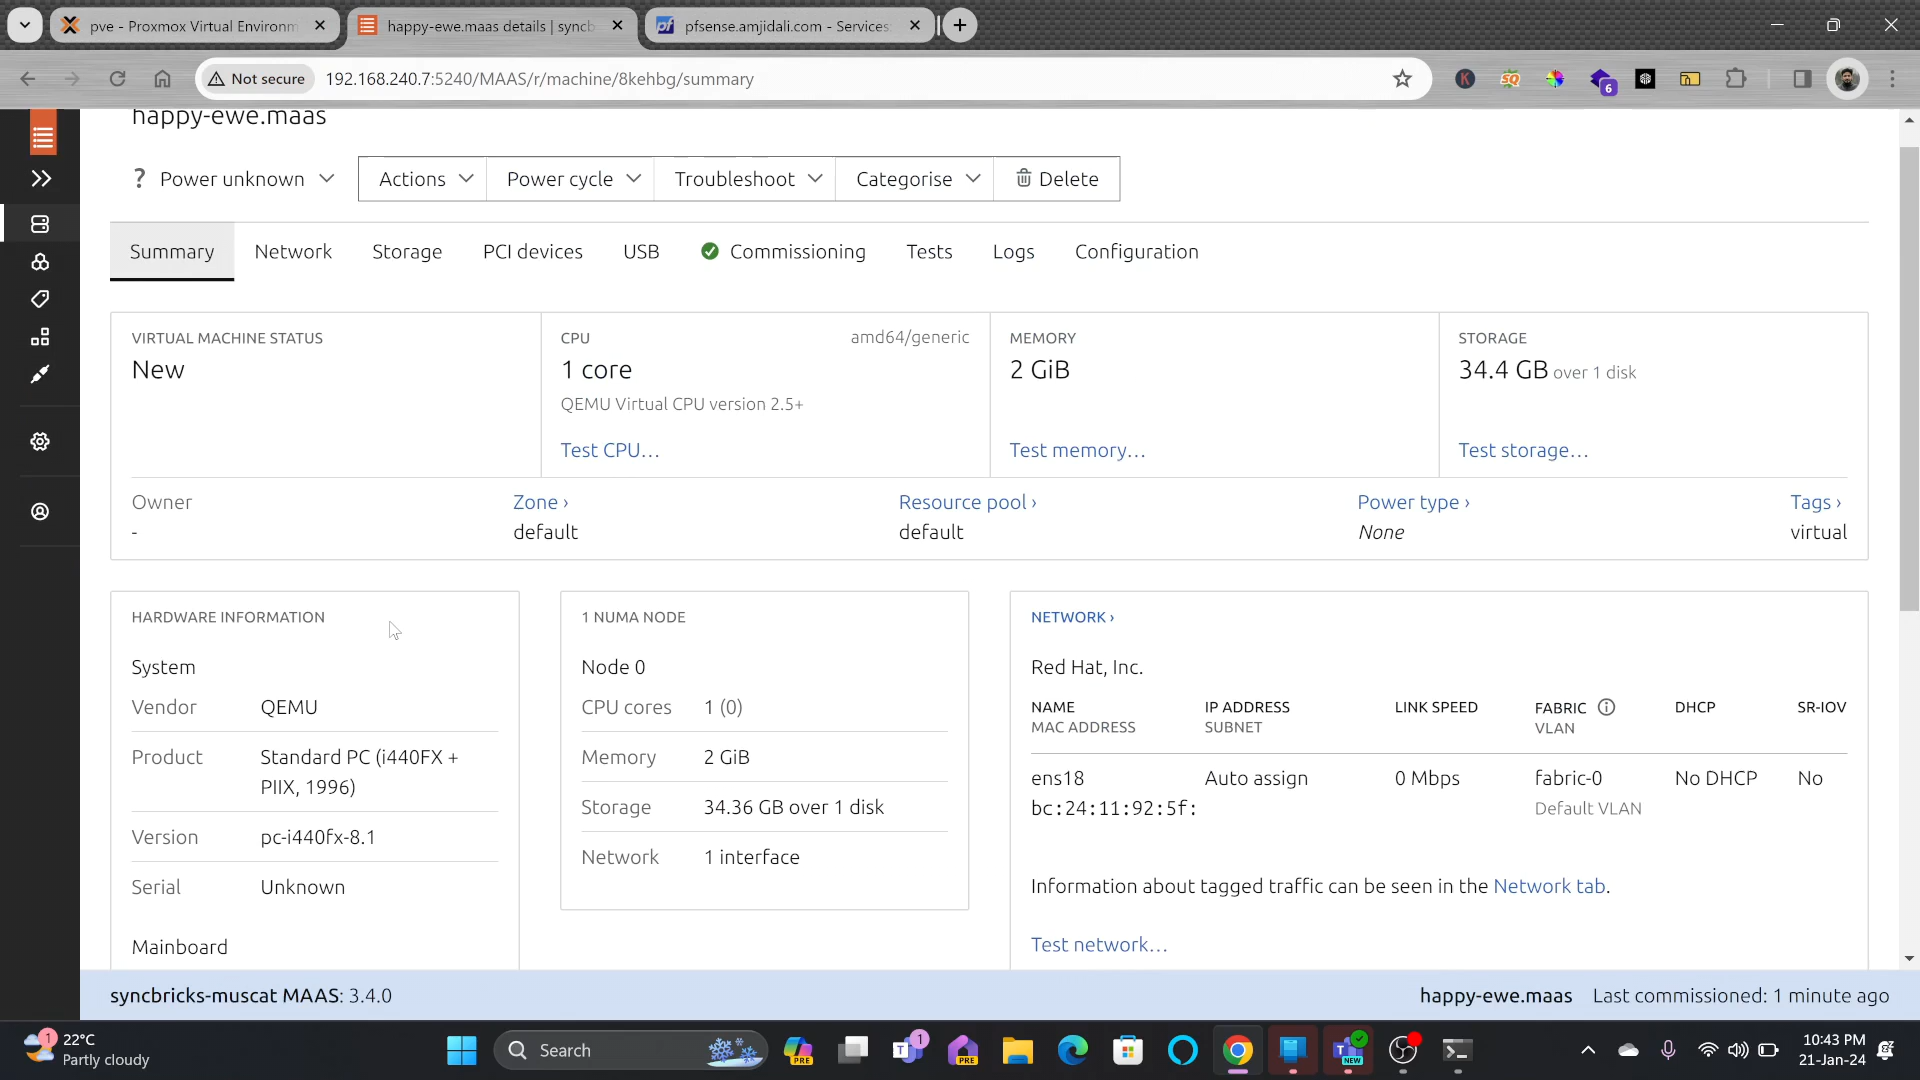 pve - Proxmox Virtual Environm
happy-ewe.maas details | syncb
pfsense.amjidali.com - Services
Not secure
192.168.240.7:5240/MAAS/r/machine/8kehbg/summary
6
happy-ewe.maas
? Power unknown
Actions
Power cycle
Troubleshoot
Categorise
Delete
Summary
Network
Storage
PCI devices
USB
Commissioning
Tests
Logs
Configuration
VIRTUAL MACHINE STATUS
New
CPU
amd64/generic
1 core
QEMU Virtual CPU version 2.5+
Test CPU...
MEMORY
2 GiB
Test memory...
STORAGE
34.4 GB over 1 disk
Test storage...
Owner
-
Zone ›
default
Resource pool ›
default
Power type ›
None
Tags ›
virtual
HARDWARE INFORMATION
System
Vendor QEMU
Product Standard PC (i440FX +
PIIX, 1996)
Version pc-i440fx-8.1
Serial Unknown
Mainboard
1 NUMA NODE
Node 0
CPU cores 1 (0)
Memory 2 GiB
Storage 34.36 GB over 1 disk
Network 1 interface
NETWORK ›
Red Hat, Inc.
NAME IP ADDRESS LINK SPEED FABRIC DHCP SR-IOV
MAC ADDRESS SUBNET VLAN
ens18 Auto assign 0 Mbps fabric-0 No DHCP No
bc:24:11:92:5f: Default VLAN
Information about tagged traffic can be seen in the Network tab.
Test network...
syncbricks-muscat MAAS: 3.4.0
happy-ewe.maas Last commissioned: 1 minute ago
1
22°C
Partly cloudy
Search
PRE
1
PRE
NEW
10:43 PM
21-Jan-24